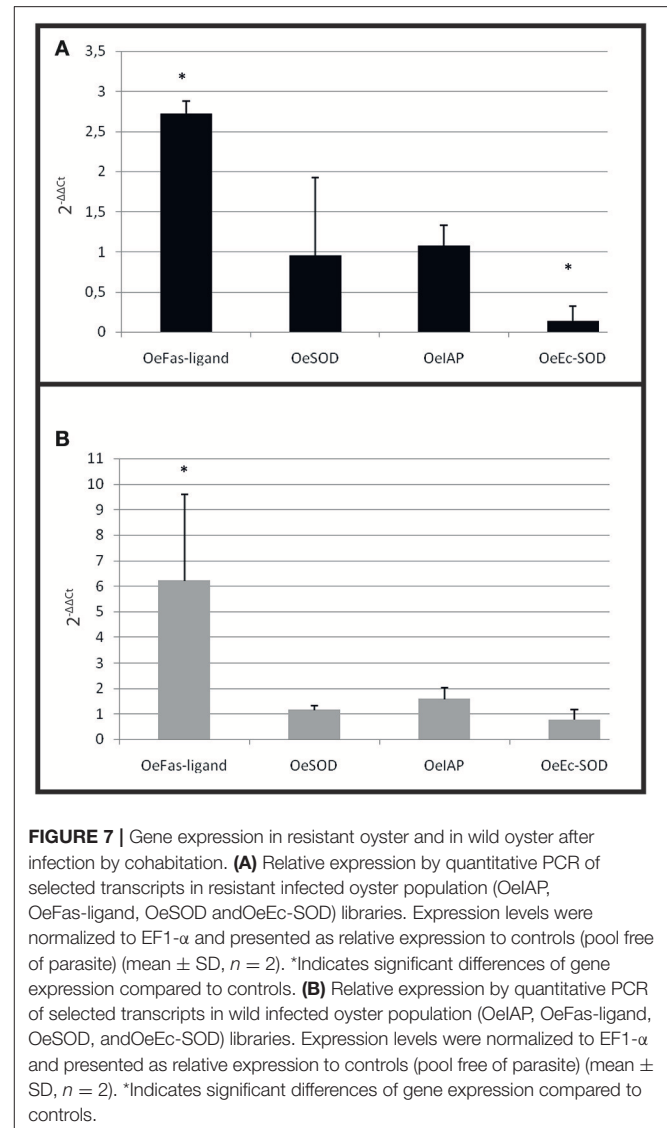 A
3,5
3
2,5
2
1,5
1
0,5
0
2-ΔΔCt
*
*
OeFas-ligand OeSOD OeIAP OeEc-SOD
B
11
10
9
8
7
6
5
4
3
2
1
0
2-ΔΔCt
*
OeFas-ligand OeSOD OeIAP OeEc-SOD
FIGURE 7 | Gene expression in resistant oyster and in wild oyster after
infection by cohabitation. (A) Relative expression by quantitative PCR of
selected transcripts in resistant infected oyster population (OeIAP,
OeFas-ligand, OeSOD andOeEc-SOD) libraries. Expression levels were
normalized to EF1-α and presented as relative expression to controls (pool free
of parasite) (mean ± SD, n = 2). *Indicates significant differences of gene
expression compared to controls. (B) Relative expression by quantitative PCR
of selected transcripts in wild infected oyster population (OeIAP, OeFas-ligand,
OeSOD, andOeEc-SOD) libraries. Expression levels were normalized to EF1-α
and presented as relative expression to controls (pool free of parasite) (mean ±
SD, n = 2). *Indicates significant differences of gene expression compared to
controls.